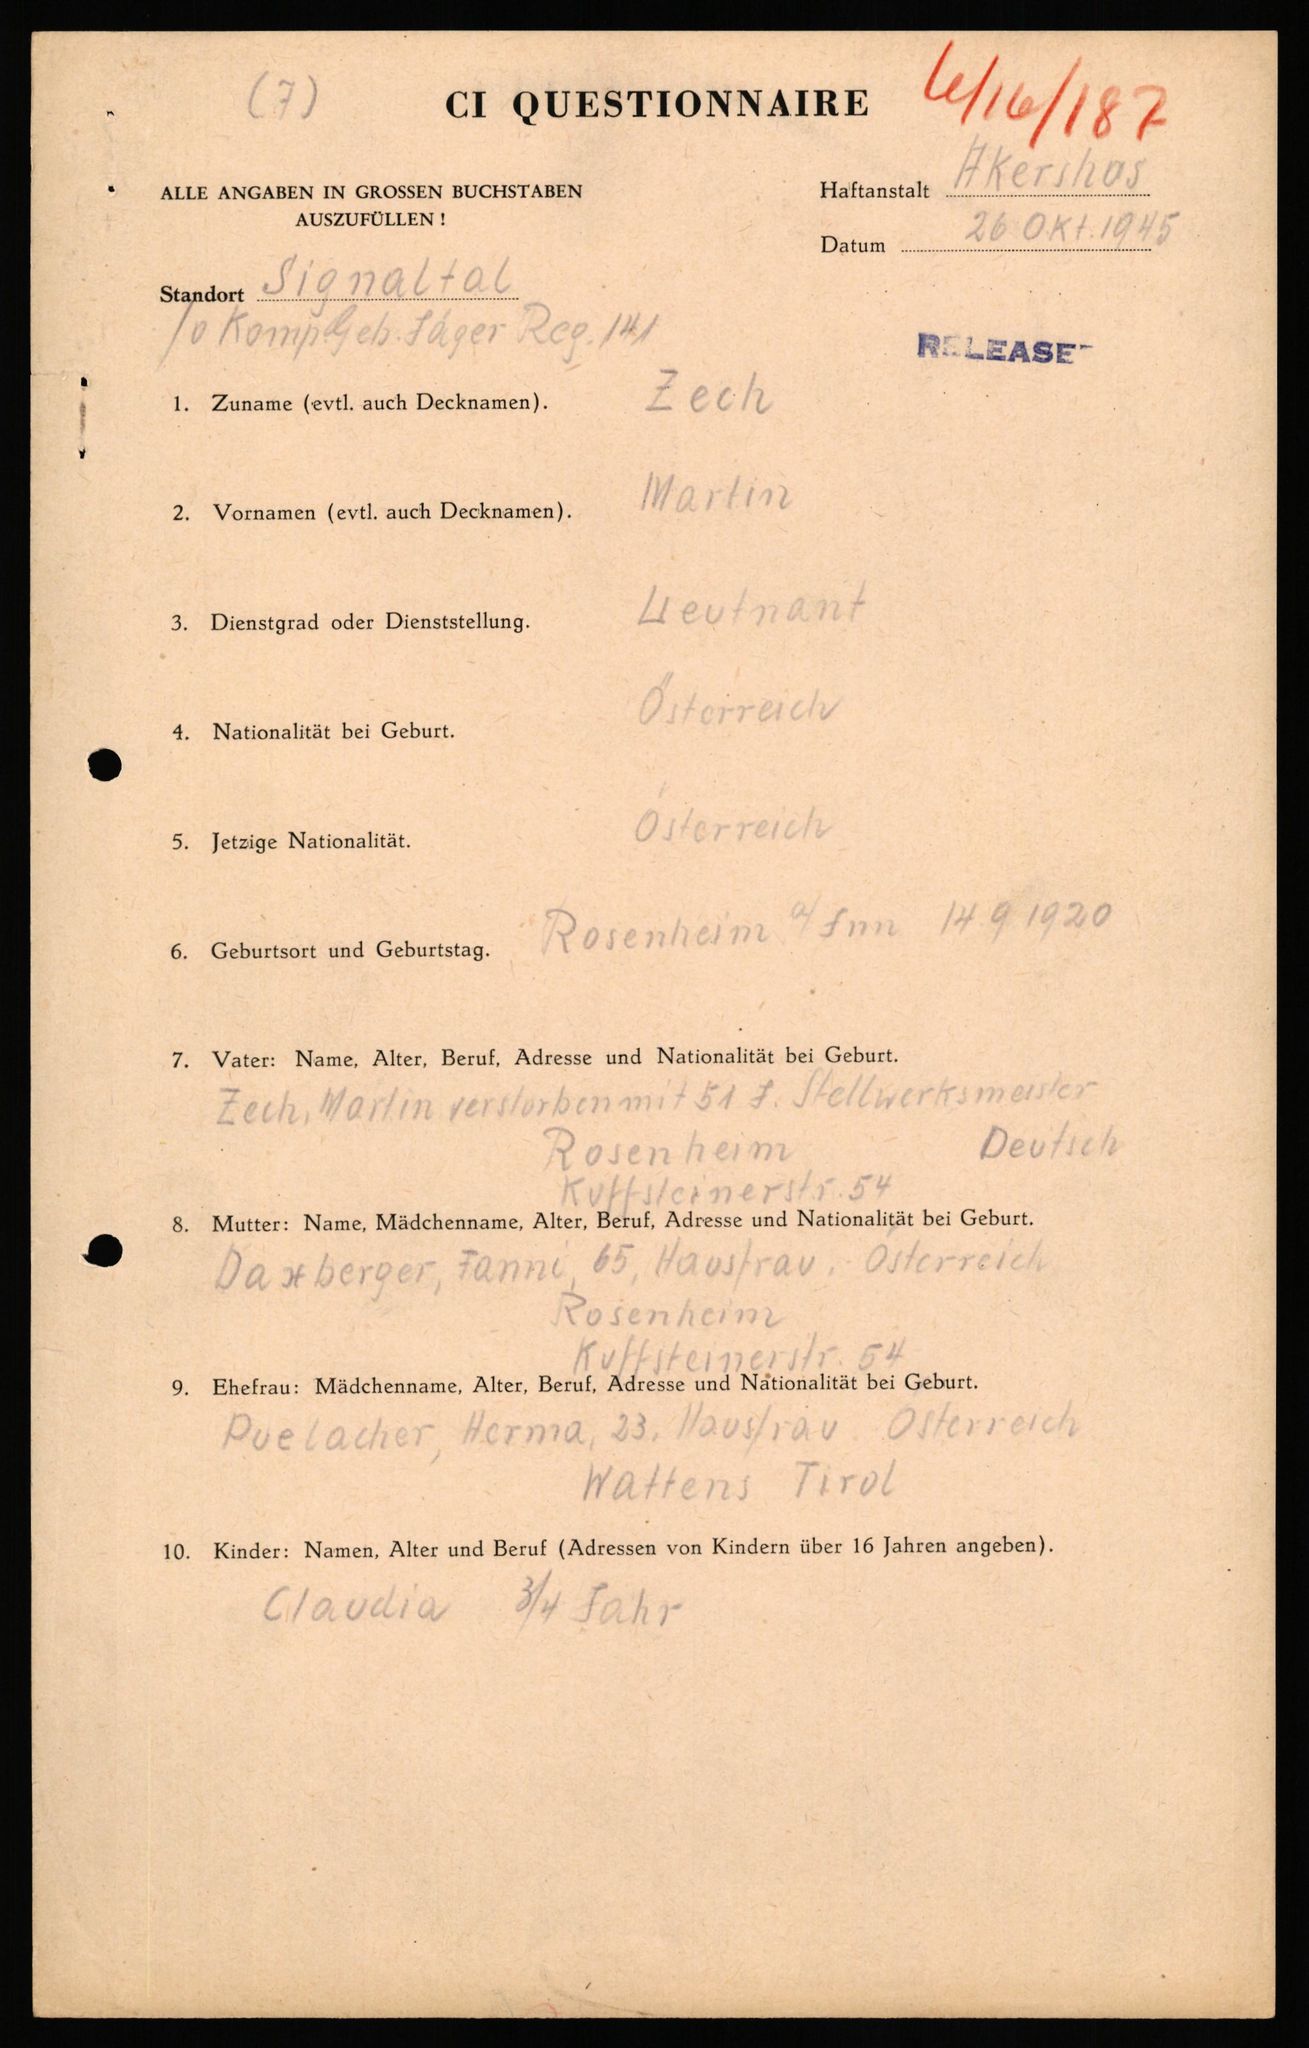 (7)
CI QUESTIONNAIRE
6/16/187
ALLE ANGABEN IN GROSSEN BUCHSTABEN
AUSZUFÜLLEN!
Haftanstalt Akershus
Datum 26 Okt. 1945
Standort Signaltal
Komp Geb. Jäger Reg. 141
RELEASE
1. Zuname (evtl. auch Decknamen). Zech
2. Vornamen (evtl. auch Decknamen). Martin
3. Dienstgrad oder Dienststellung. Leutnant
4. Nationalität bei Geburt. Österreich
5. Jetzige Nationalität. Österreich
6. Geburtsort und Geburtstag. Rosenheim a/Inn 14 9 1920
7. Vater: Name, Alter, Beruf, Adresse und Nationalität bei Geburt.
Zech, Martin verstorben mit 51 J. Stellwerksmeister
Rosenheim Deutsch
Kuffsteinerstr. 54
8. Mutter: Name, Mädchenname, Alter, Beruf, Adresse und Nationalität bei Geburt.
Daxberger, Fanni, 65, Hausfrau. Österreich
Rosenheim
Kuffsteinerstr. 54
9. Ehefrau: Mädchenname, Alter, Beruf, Adresse und Nationalität bei Geburt.
Puelacher, Herma, 23, Hausfrau Österreich
Wattens Tirol
10. Kinder: Namen, Alter und Beruf (Adressen von Kindern über 16 Jahren angeben).
Claudia 3/4 Jahr